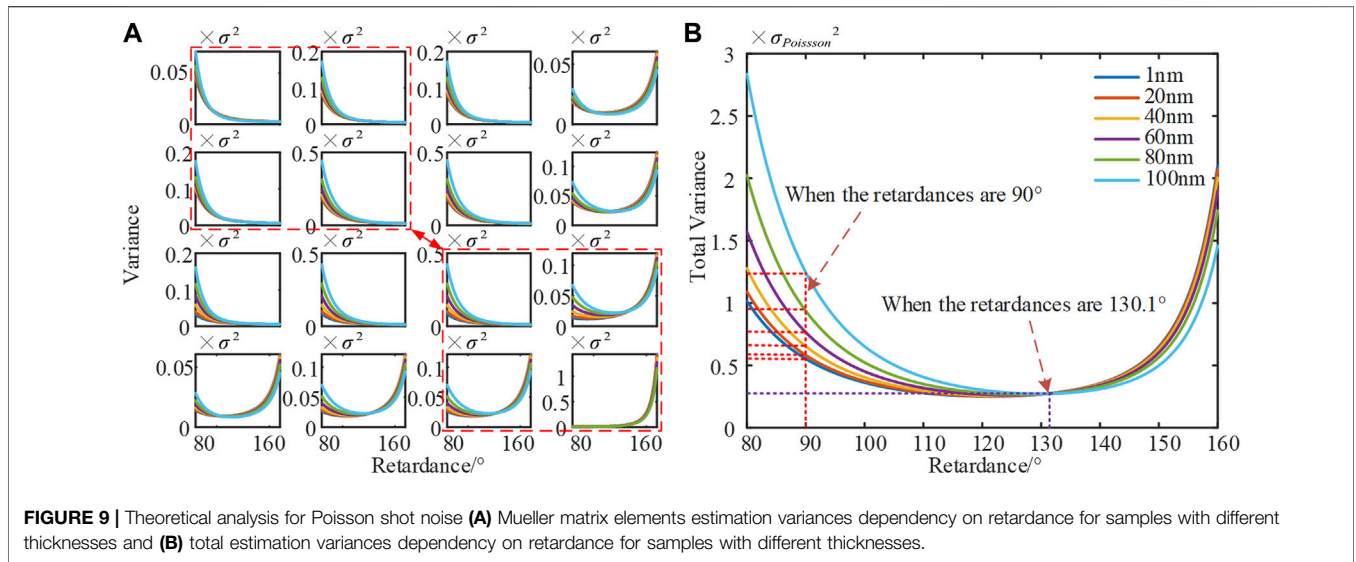 A
B
× σ² × σ² × σ² × σ²
0.05 0
0.2 0.1 0
0.2 0.1 0
0.1 0.05 0
× σ² × σ² × σ² × σ²
0.2 0.1 0
0.5 0
0.5 0
0.1 0.05 0
× σ² × σ² × σ² × σ²
0.2 0.1 0
0.5 0
0.5 0
0.1 0.05 0
× σ² × σ² × σ² × σ²
0.05 0
0.1 0.05 0
0.1 0.05 0
1 0.5 0
80 160 80 160 80 160 80 160
Variance
Retardance/°
× σPoissson²
3
2.5
2
1.5
1
0.5
0
Total Variance
1nm
20nm
40nm
60nm
80nm
100nm
When the retardances are 90°
When the retardances are 130.1°
80 90 100 110 120 130 140 150 160
Retardance/°
FIGURE 9 | Theoretical analysis for Poisson shot noise (A) Mueller matrix elements estimation variances dependency on retardance for samples with different
thicknesses and (B) total estimation variances dependency on retardance for samples with different thicknesses.